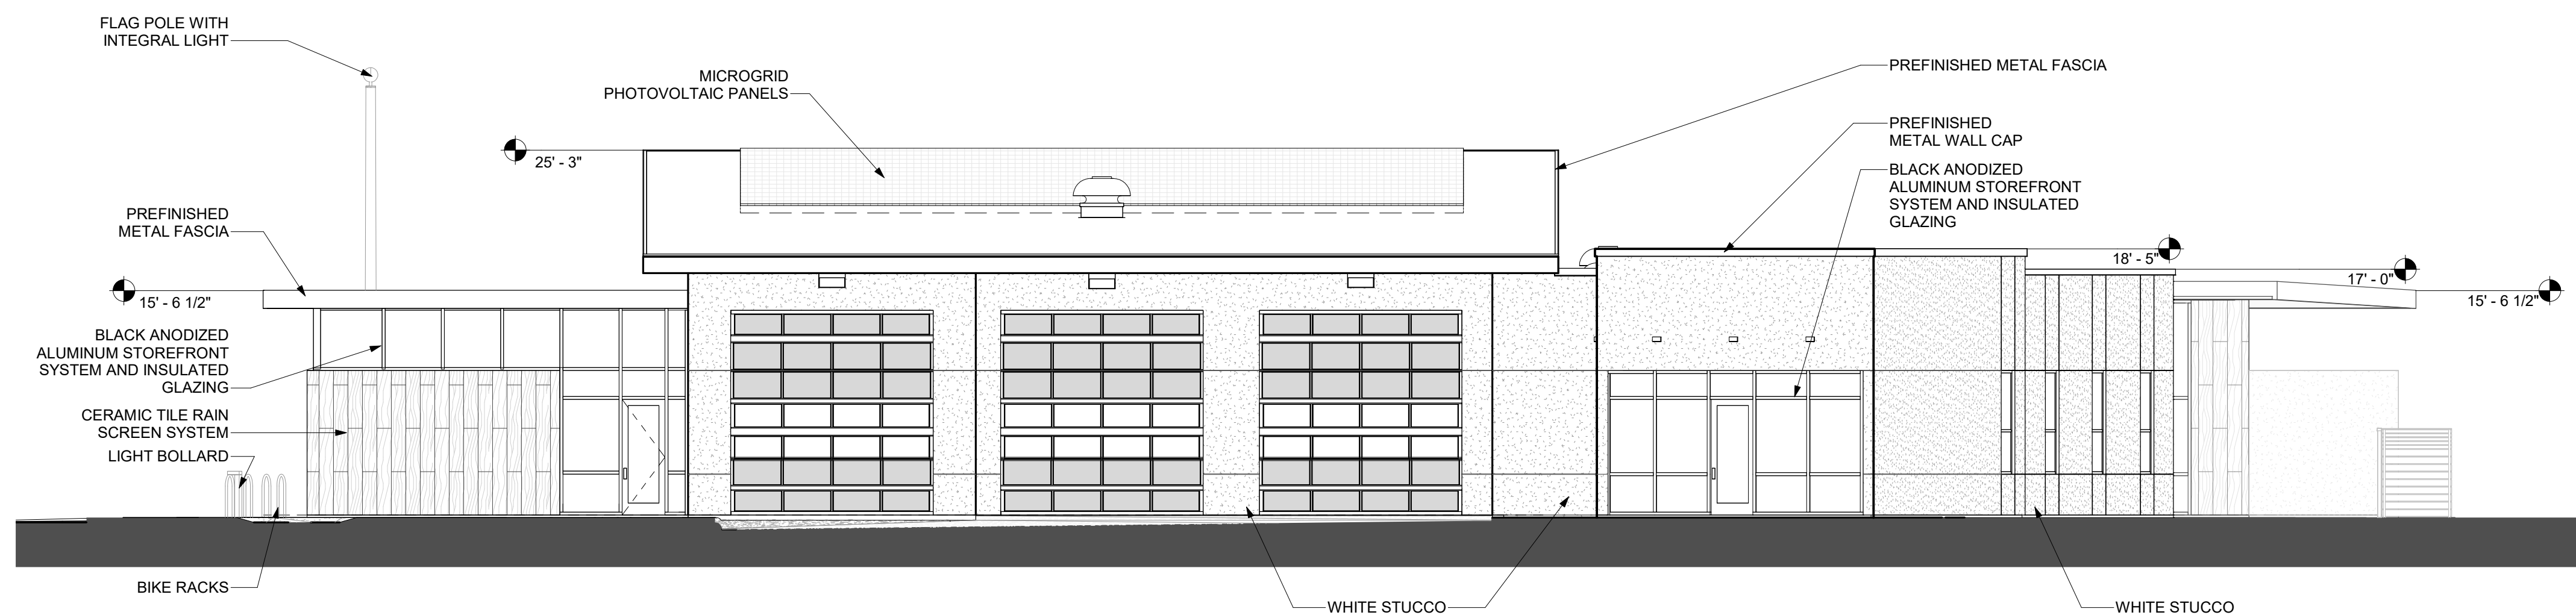 FLAG POLE WITH
INTEGRAL LIGHT
MICROGRID
PHOTOVOLTAIC PANELS
PREFINISHED METAL FASCIA
PREFINISHED
METAL WALL CAP
BLACK ANODIZED
ALUMINUM STOREFRONT
SYSTEM AND INSULATED
GLAZING
25' - 3"
PREFINISHED
METAL FASCIA
18' - 5"
17' - 0"
15' - 6 1/2"
15' - 6 1/2"
BLACK ANODIZED
ALUMINUM STOREFRONT
SYSTEM AND INSULATED
GLAZING
CERAMIC TILE RAIN
SCREEN SYSTEM
LIGHT BOLLARD
BIKE RACKS
WHITE STUCCO
WHITE STUCCO